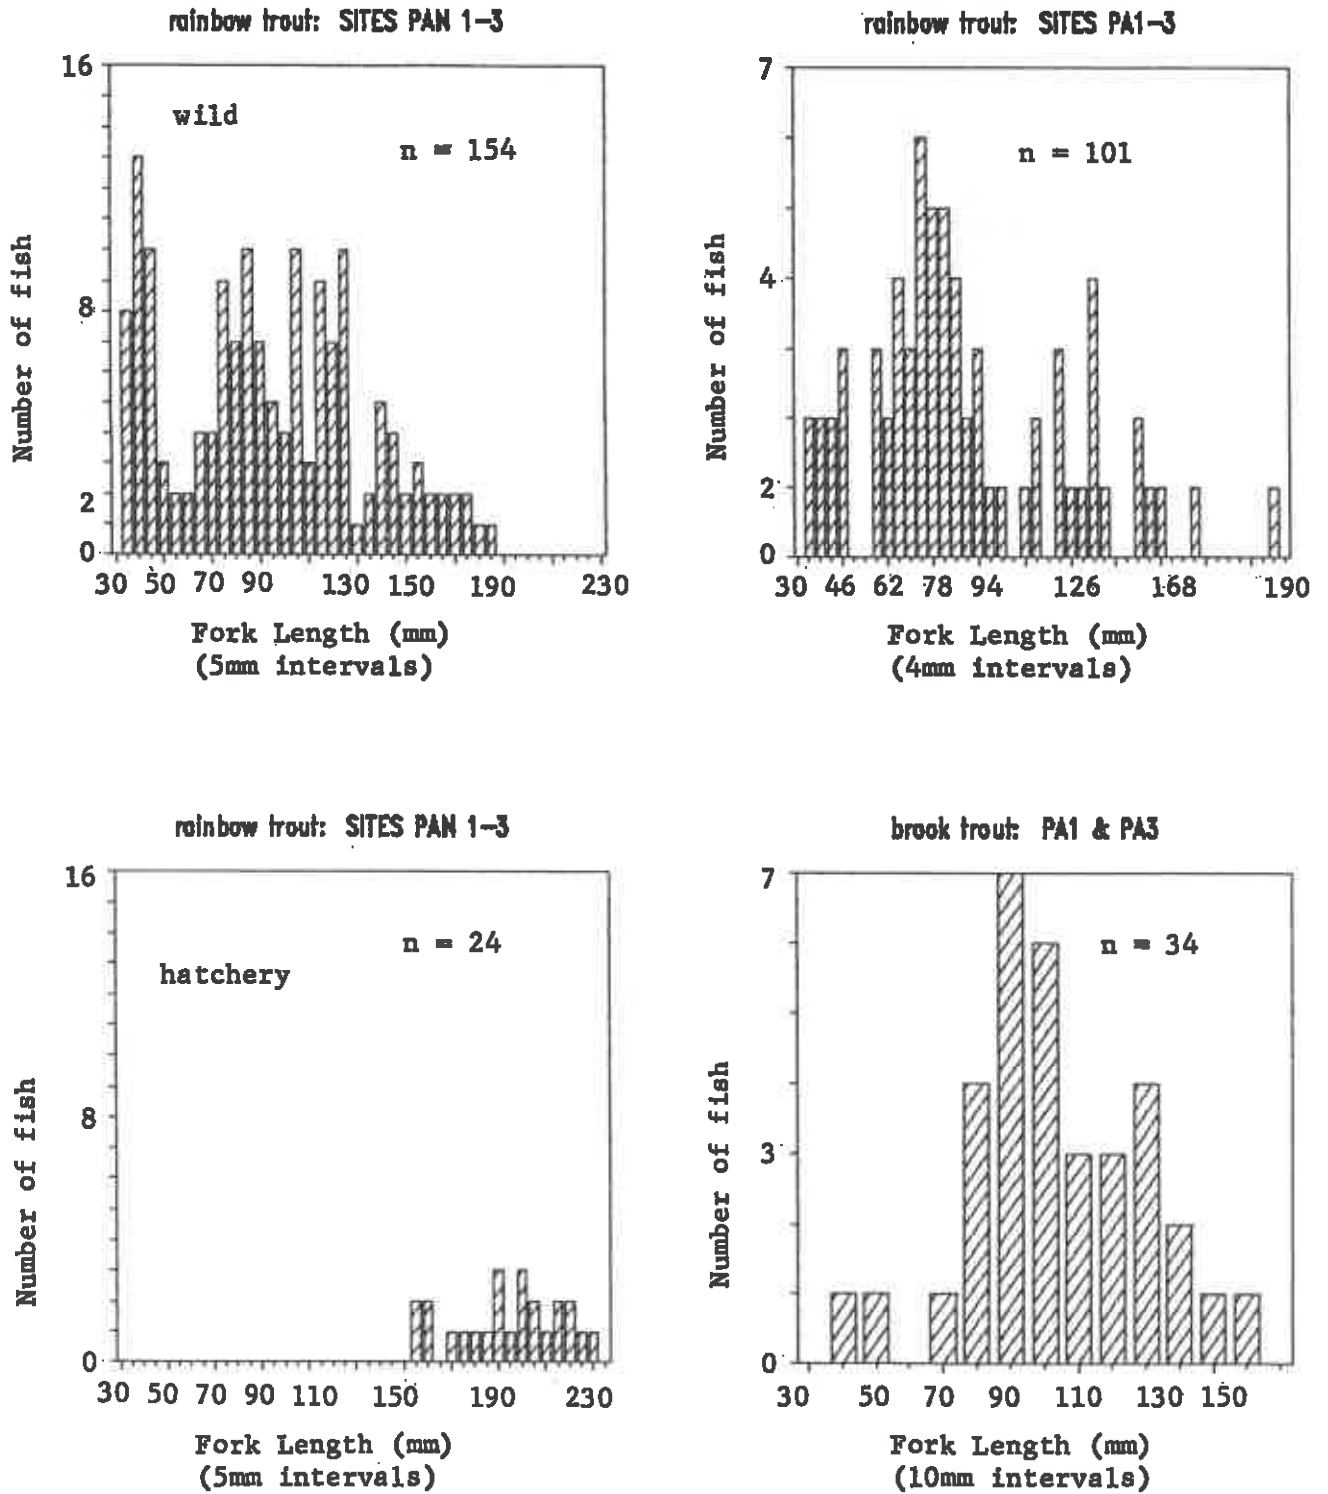 rainbow trout: SITES PAN 1-3
16
wild
n = 154
8
2
0
Number of fish
30 50 70 90 130 150 190 230
Fork Length (mm)
(5mm intervals)
rainbow trout: SITES PA1-3
7
n = 101
4
2
0
Number of fish
30 46 62 78 94 126 168 190
Fork Length (mm)
(4mm intervals)
rainbow trout: SITES PAN 1-3
16
n = 24
hatchery
8
0
Number of fish
30 50 70 90 110 150 190 230
Fork Length (mm)
(5mm intervals)
brook trout: PA1 & PA3
7
n = 34
3
0
Number of fish
30 50 70 90 110 130 150
Fork Length (mm)
(10mm intervals)